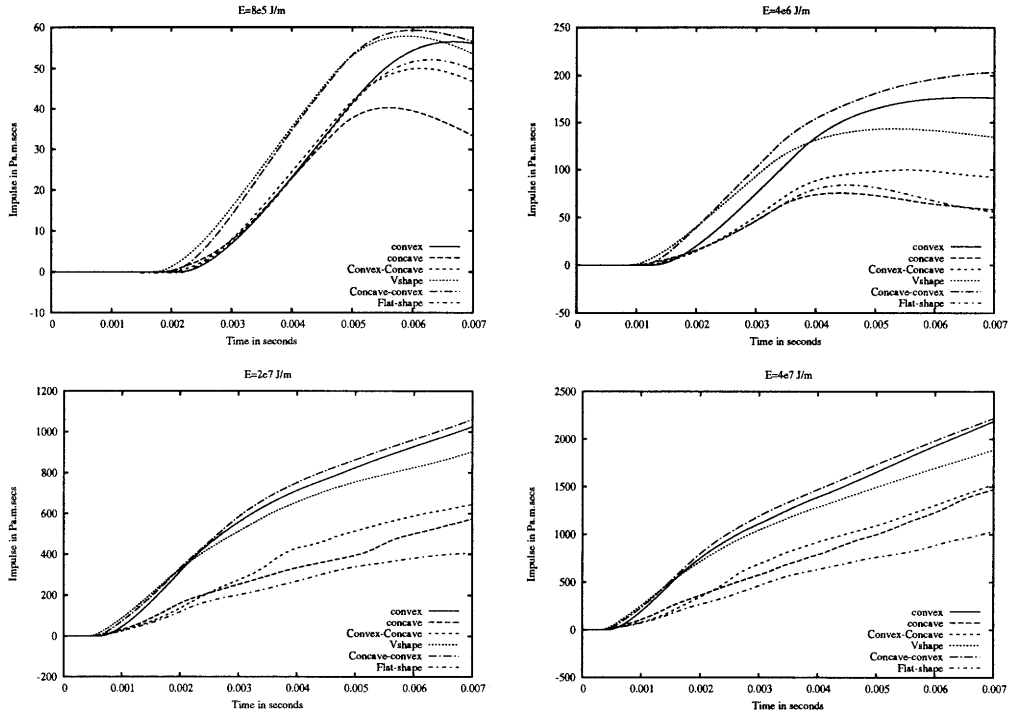 E=8e5 J/m
Impulse in Pa.m.secs
60
50
40
30
20
10
0
-10
convex
concave
Convex-Concave
Vshape
Concave-convex
Flat-shape
0 0.001 0.002 0.003 0.004 0.005 0.006 0.007
Time in seconds
E=4e6 J/m
Impulse in Pa.m.secs
250
200
150
100
50
0
-50
convex
concave
Convex-Concave
Vshape
Concave-convex
Flat-shape
0 0.001 0.002 0.003 0.004 0.005 0.006 0.007
Time in seconds
E=2e7 J/m
Impulse in Pa.m.secs
1200
1000
800
600
400
200
0
-200
convex
concave
Convex-Concave
Vshape
Concave-convex
Flat-shape
0 0.001 0.002 0.003 0.004 0.005 0.006 0.007
Time in seconds
E=4e7 J/m
Impulse in Pa.m.secs
2500
2000
1500
1000
500
0
-500
convex
concave
Convex-Concave
Vshape
Concave-convex
Flat-shape
0 0.001 0.002 0.003 0.004 0.005 0.006 0.007
Time in seconds